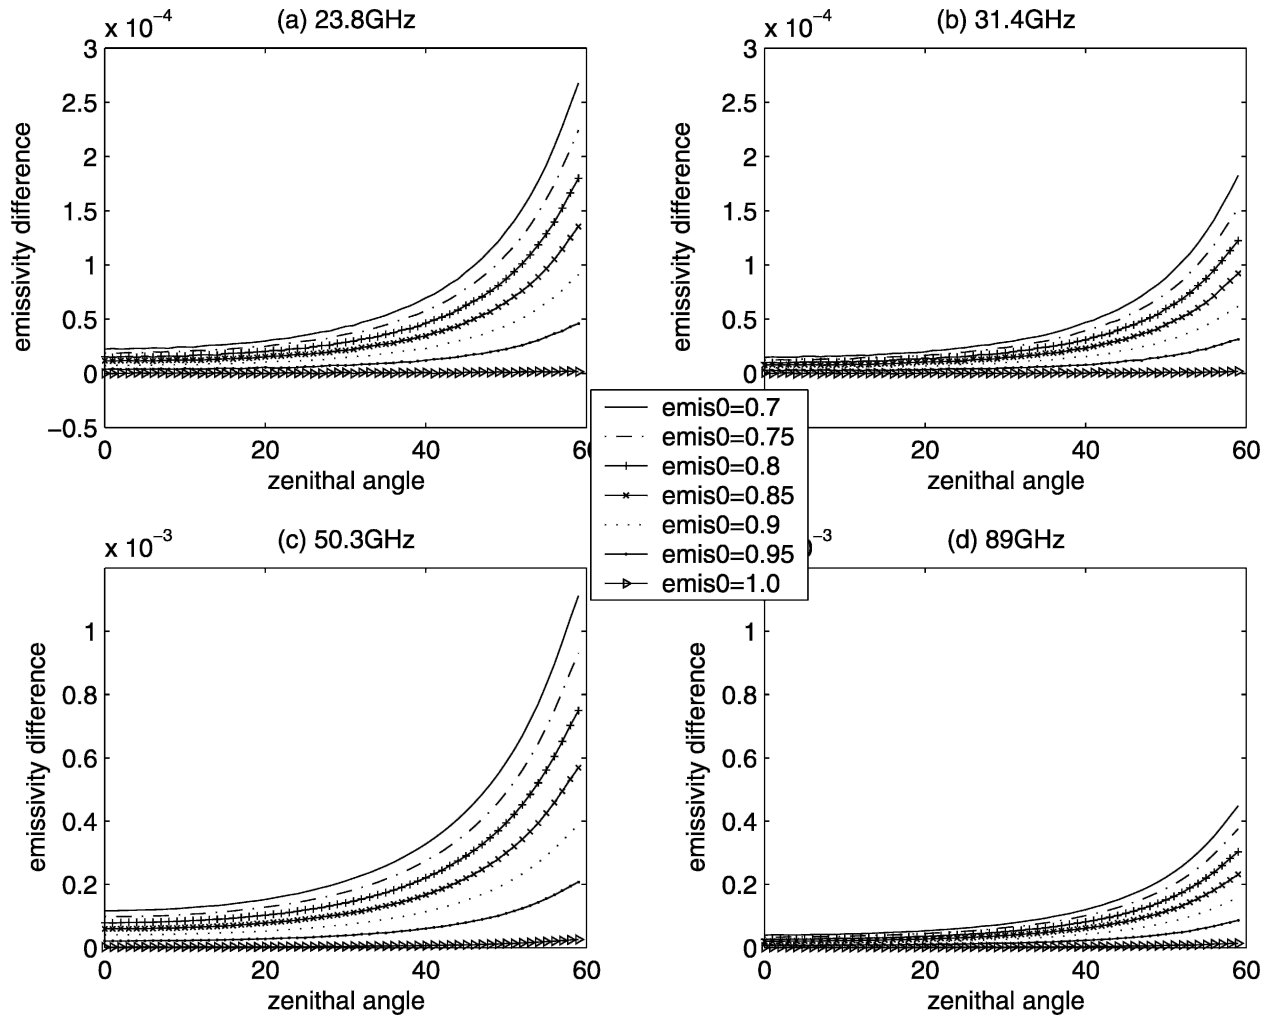 x 10⁻⁴
(a) 23.8GHz
3
2.5
2
1.5
1
0.5
0
−0.5
emissivity difference
0
20
40
zenithal angle
x 10⁻⁴
(b) 31.4GHz
3
2.5
2
1.5
1
0.5
0
emissivity difference
20
40
60
zenithal angle
emis0=0.7
emis0=0.75
emis0=0.8
emis0=0.85
emis0=0.9
emis0=0.95
emis0=1.0
x 10⁻³
(c) 50.3GHz
1
0.8
0.6
0.4
0.2
0
emissivity difference
0
20
40
60
zenithal angle
⁻³
(d) 89GHz
1
0.8
0.6
0.4
0.2
0
emissivity difference
0
20
40
60
zenithal angle